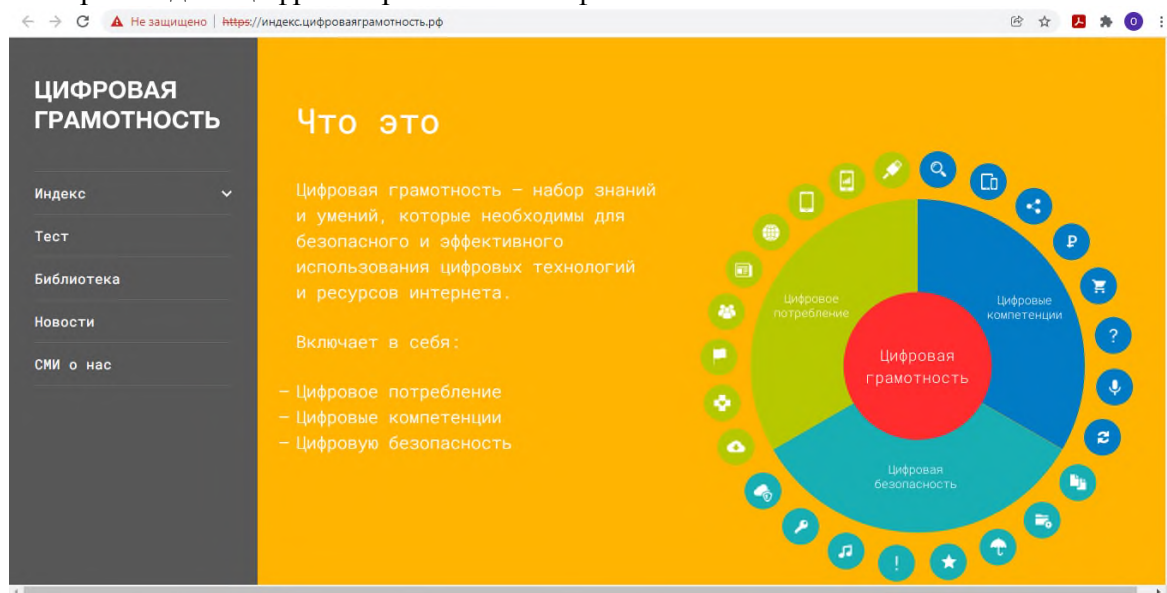 Не защищено | https://индекс.цифроваяграмотность.рф
ЦИФРОВАЯ
ГРАМОТНОСТЬ
Индекс
Тест
Библиотека
Новости
СМИ о нас
Что это
Цифровая грамотность — набор знаний
и умений, которые необходимы для
безопасного и эффективного
использования цифровых технологий
и ресурсов интернета.
Включает в себя:
— Цифровое потребление
— Цифровые компетенции
— Цифровую безопасность
Цифровое
потребление
Цифровые
компетенции
Цифровая
грамотность
Цифровая
безопасность